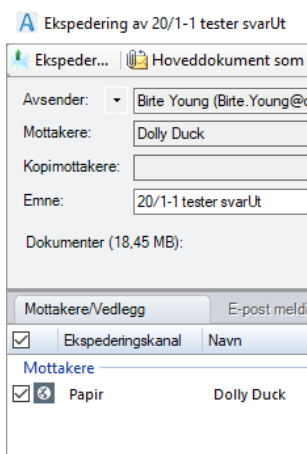 Ekspedering av 20/1-1 tester svarUt
Ekspeder... Hoveddokument som
Avsender: Birte Young (Birte.Young@
Mottakere: Dolly Duck
Kopimottakere:
Emne: 20/1-1 tester svarUt
Dokumenter (18,45 MB):
Mottakere/Vedlegg E-post meldi
Ekspederingskanal Navn
Mottakere
Papir Dolly Duck